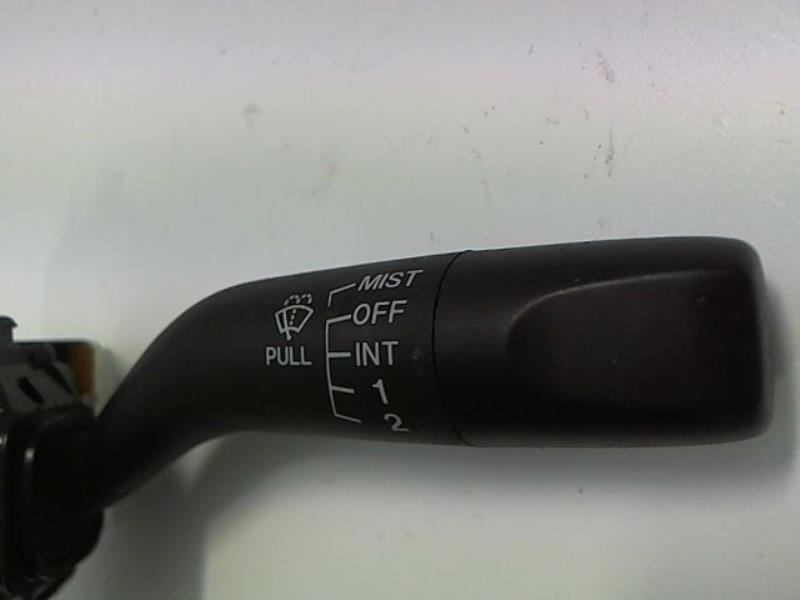 MIST
OFF
PULL INT
1
2